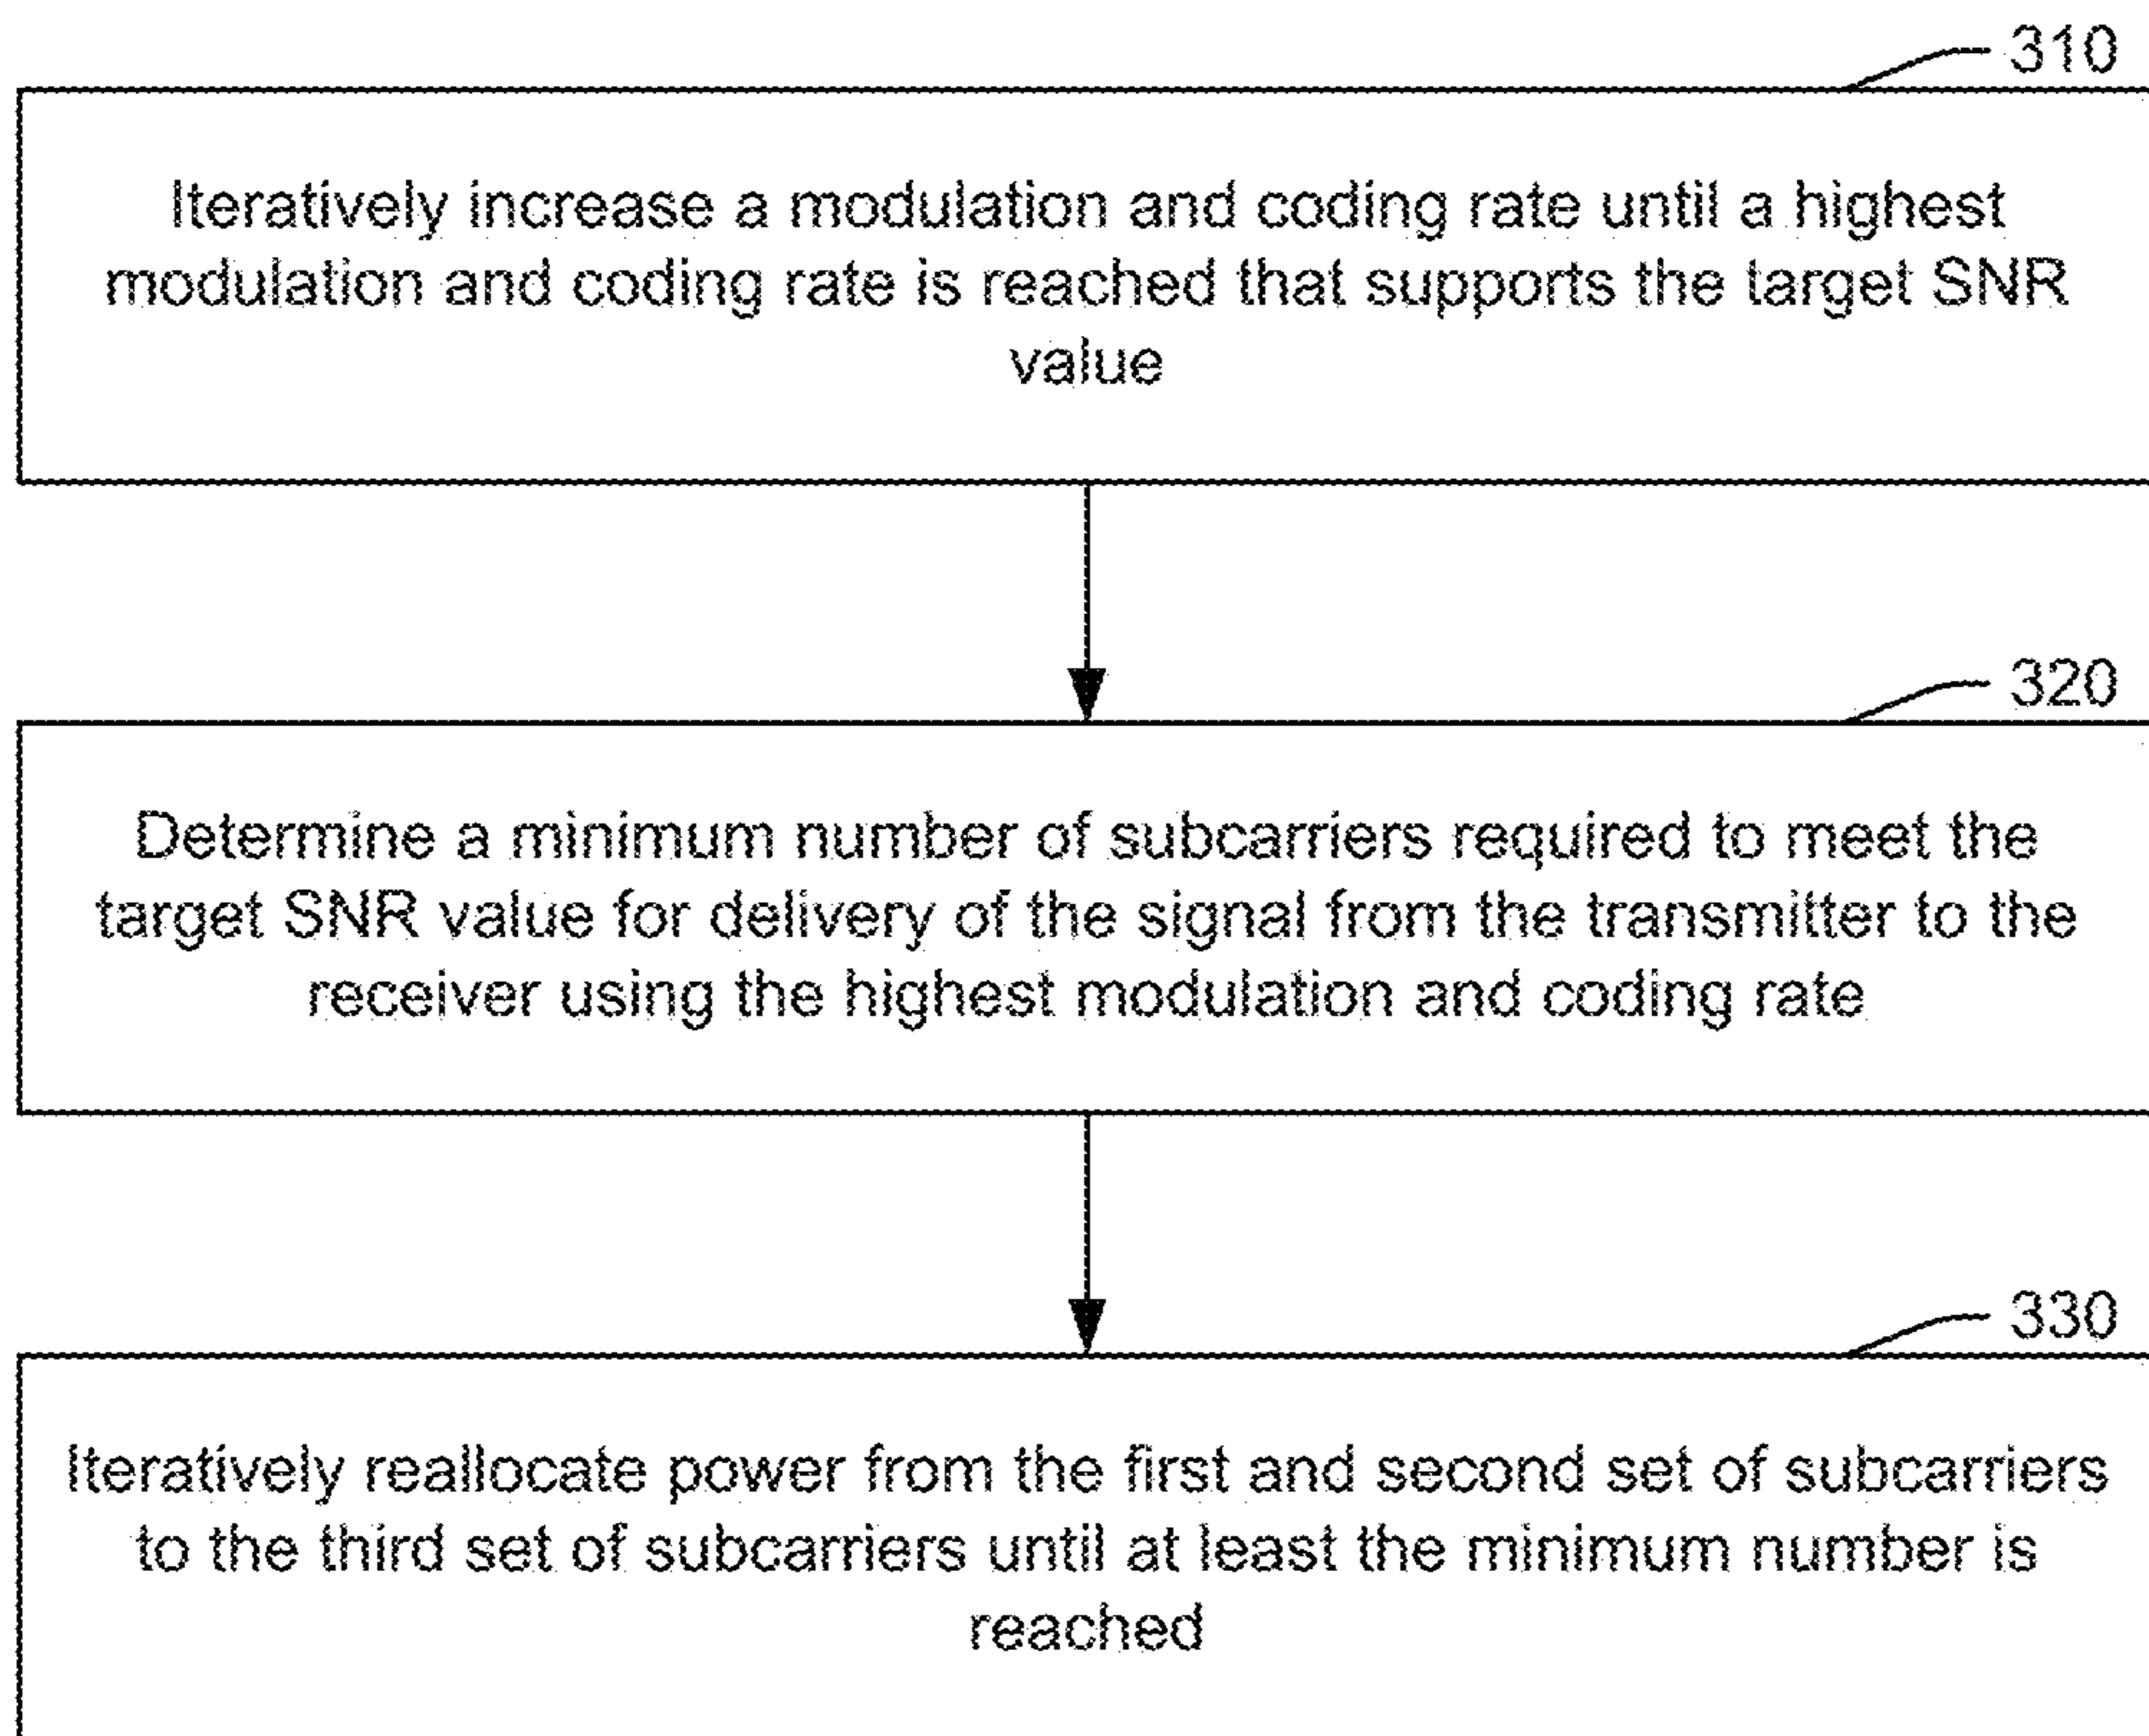 310
Iteratively increase a modulation and coding rate until a highest
modulation and coding rate is reached that supports the target SNR
value
320
Determine a minimum number of subcarriers required to meet the
target SNR value for delivery of the signal from the transmitter to the
receiver using the highest modulation and coding rate
330
Iteratively reallocate power from the first and second set of subcarriers
to the third set of subcarriers until at least the minimum number is
reached